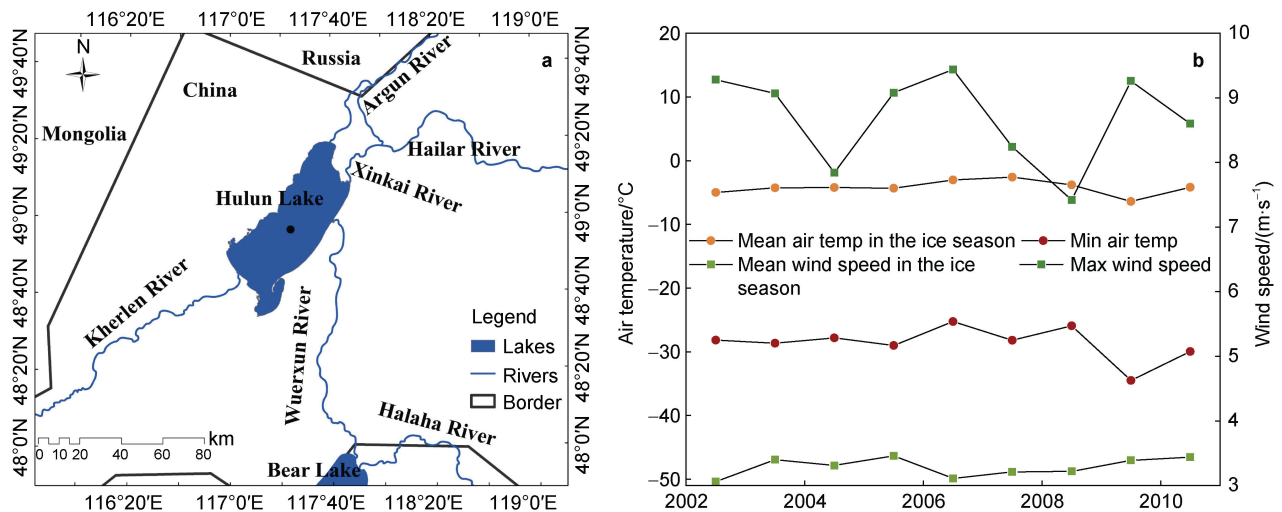 116°20′E 117°0′E 117°40′E 118°20′E 119°0′E
49°40′N 49°20′N 49°0′N 48°40′N 48°20′N 48°0′N
N
a
Russia
China
Mongolia
Argun River
Hailar River
Xinkai River
Hulun Lake
Kherlen River
Wuerxun River
Halaha River
Bear Lake
Legend
Lakes
Rivers
Border
0 10 20 40 60 80 km
49°40′N 49°20′N 49°0′N 48°40′N 48°20′N 48°0′N
116°20′E 117°0′E 117°40′E 118°20′E 119°0′E
b
Air temperature/°C
20
10
0
−10
−20
−30
−40
−50
Mean air temp in the ice season
Min air temp
Mean wind speed in the ice
season
Max wind speed
10
9
8
7
6
5
4
3
Wind speed/(m·s⁻¹)
2002 2004 2006 2008 2010